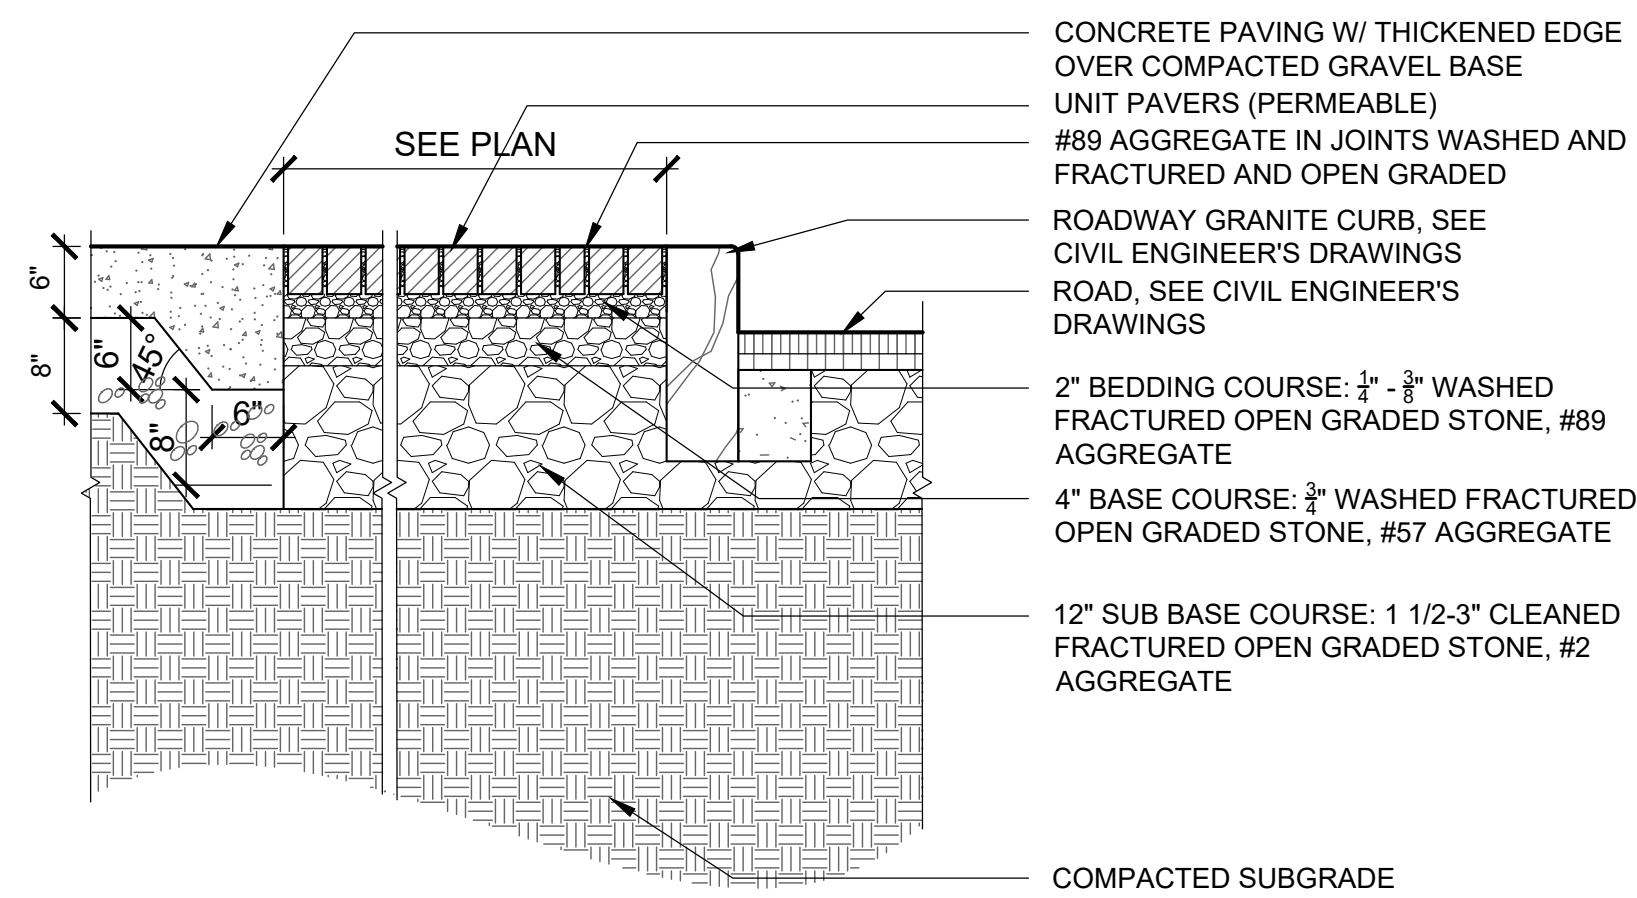 CONCRETE PAVING W/ THICKENED EDGE
OVER COMPACTED GRAVEL BASE
UNIT PAVERS (PERMEABLE)
#89 AGGREGATE IN JOINTS WASHED AND
FRACTURED AND OPEN GRADED
ROADWAY GRANITE CURB, SEE
CIVIL ENGINEER'S DRAWINGS
ROAD, SEE CIVIL ENGINEER'S
DRAWINGS
2" BEDDING COURSE: 1/4" - 3/8" WASHED
FRACTURED OPEN GRADED STONE, #89
AGGREGATE
4" BASE COURSE: 3/4" WASHED FRACTURED
OPEN GRADED STONE, #57 AGGREGATE
12" SUB BASE COURSE: 1 1/2-3" CLEANED
FRACTURED OPEN GRADED STONE, #2
AGGREGATE
COMPACTED SUBGRADE
SEE PLAN
6"
8"
6"
45°
6"
8"